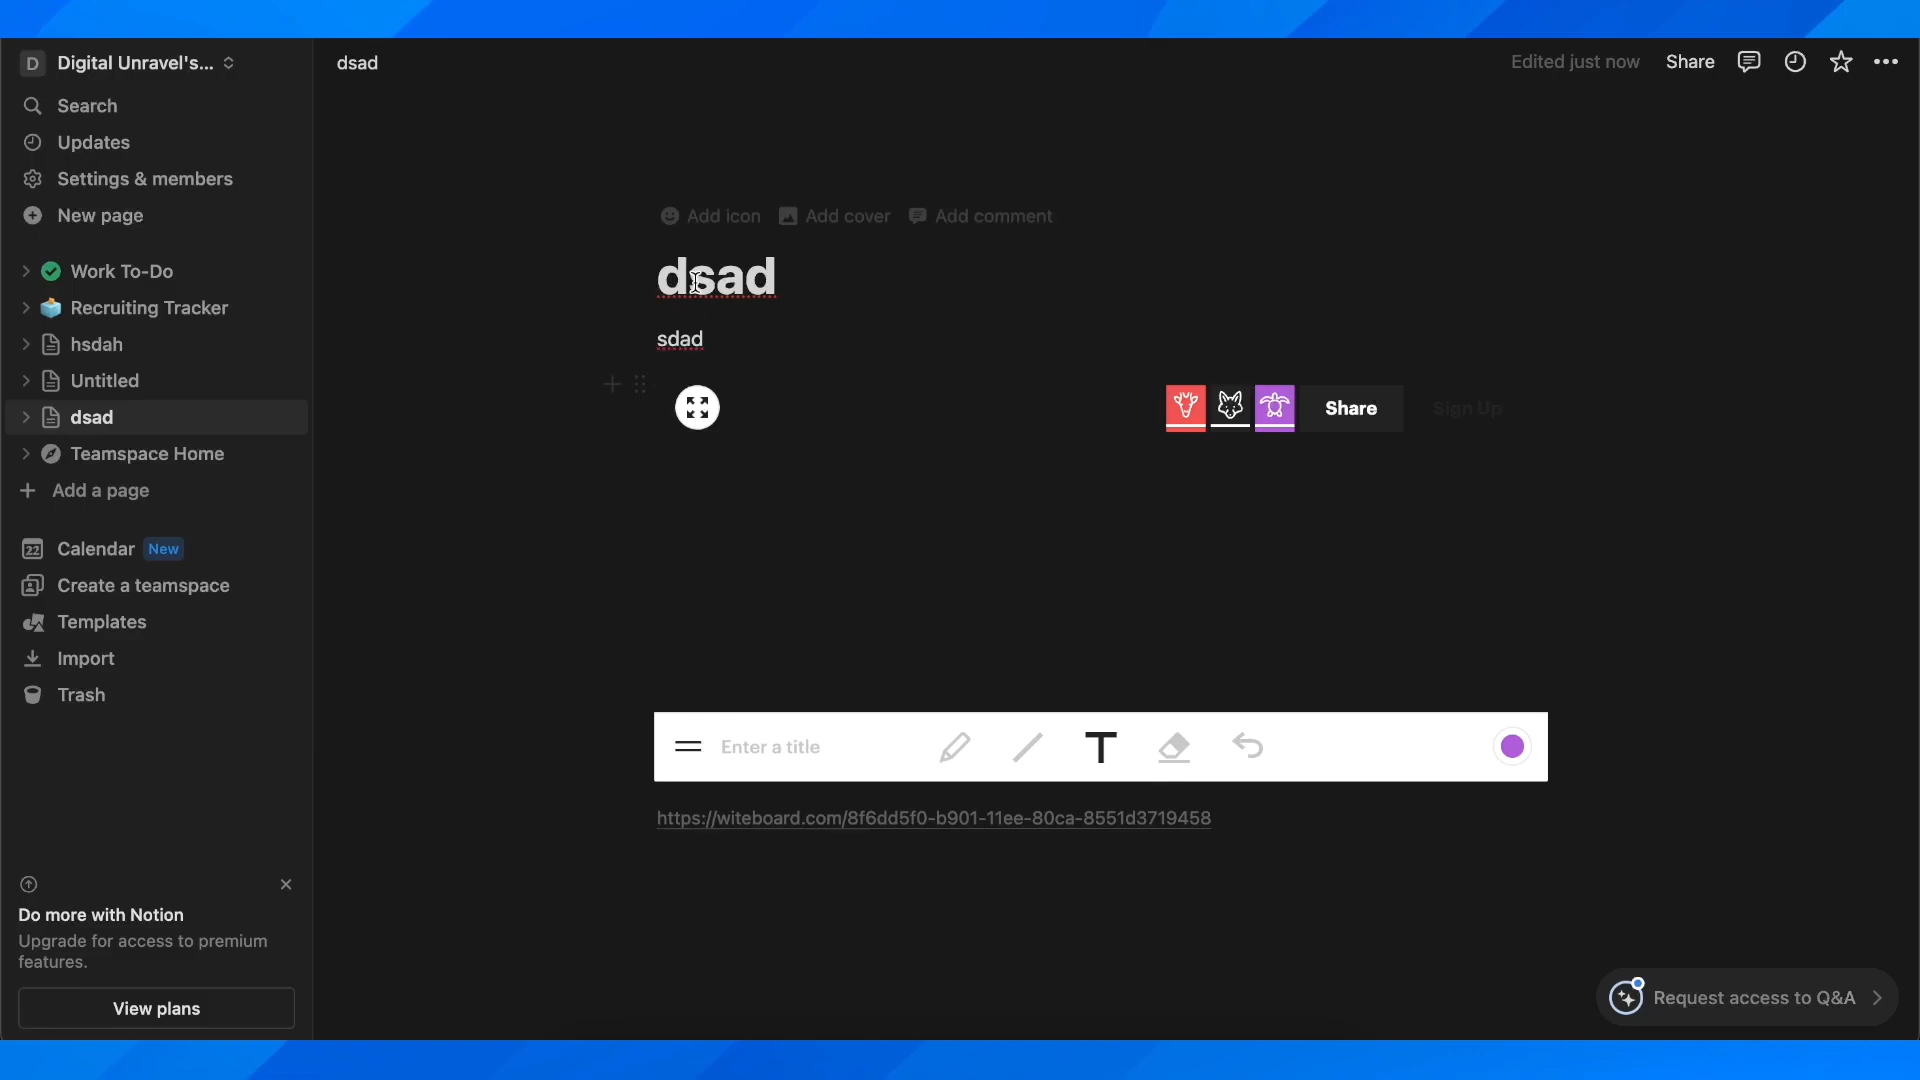 D Digital Unravel's...
Search
Updates
Settings & members
New page
Work To-Do
Recruiting Tracker
hsdah
Untitled
dsad
Teamspace Home
Add a page
22 Calendar New
Create a teamspace
Templates
Import
Trash
Do more with Notion
Upgrade for access to premium
features.
View plans
dsad
Edited just now
Share
Add icon
Add cover
Add comment
dsad
sdad
Share
Sign Up
Enter a title
T
https://witeboard.com/8f6dd5f0-b901-11ee-80ca-8551d3719458
Request access to Q&A